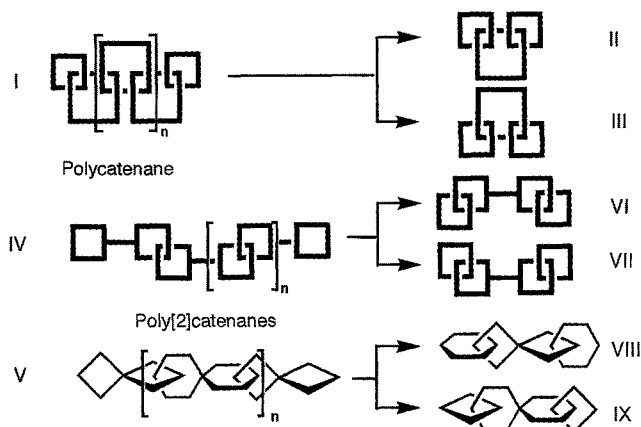 II
I
n
III
Polycatenane
VI
IV
n
VII
Poly[2]catenanes
VIII
V
n
IX